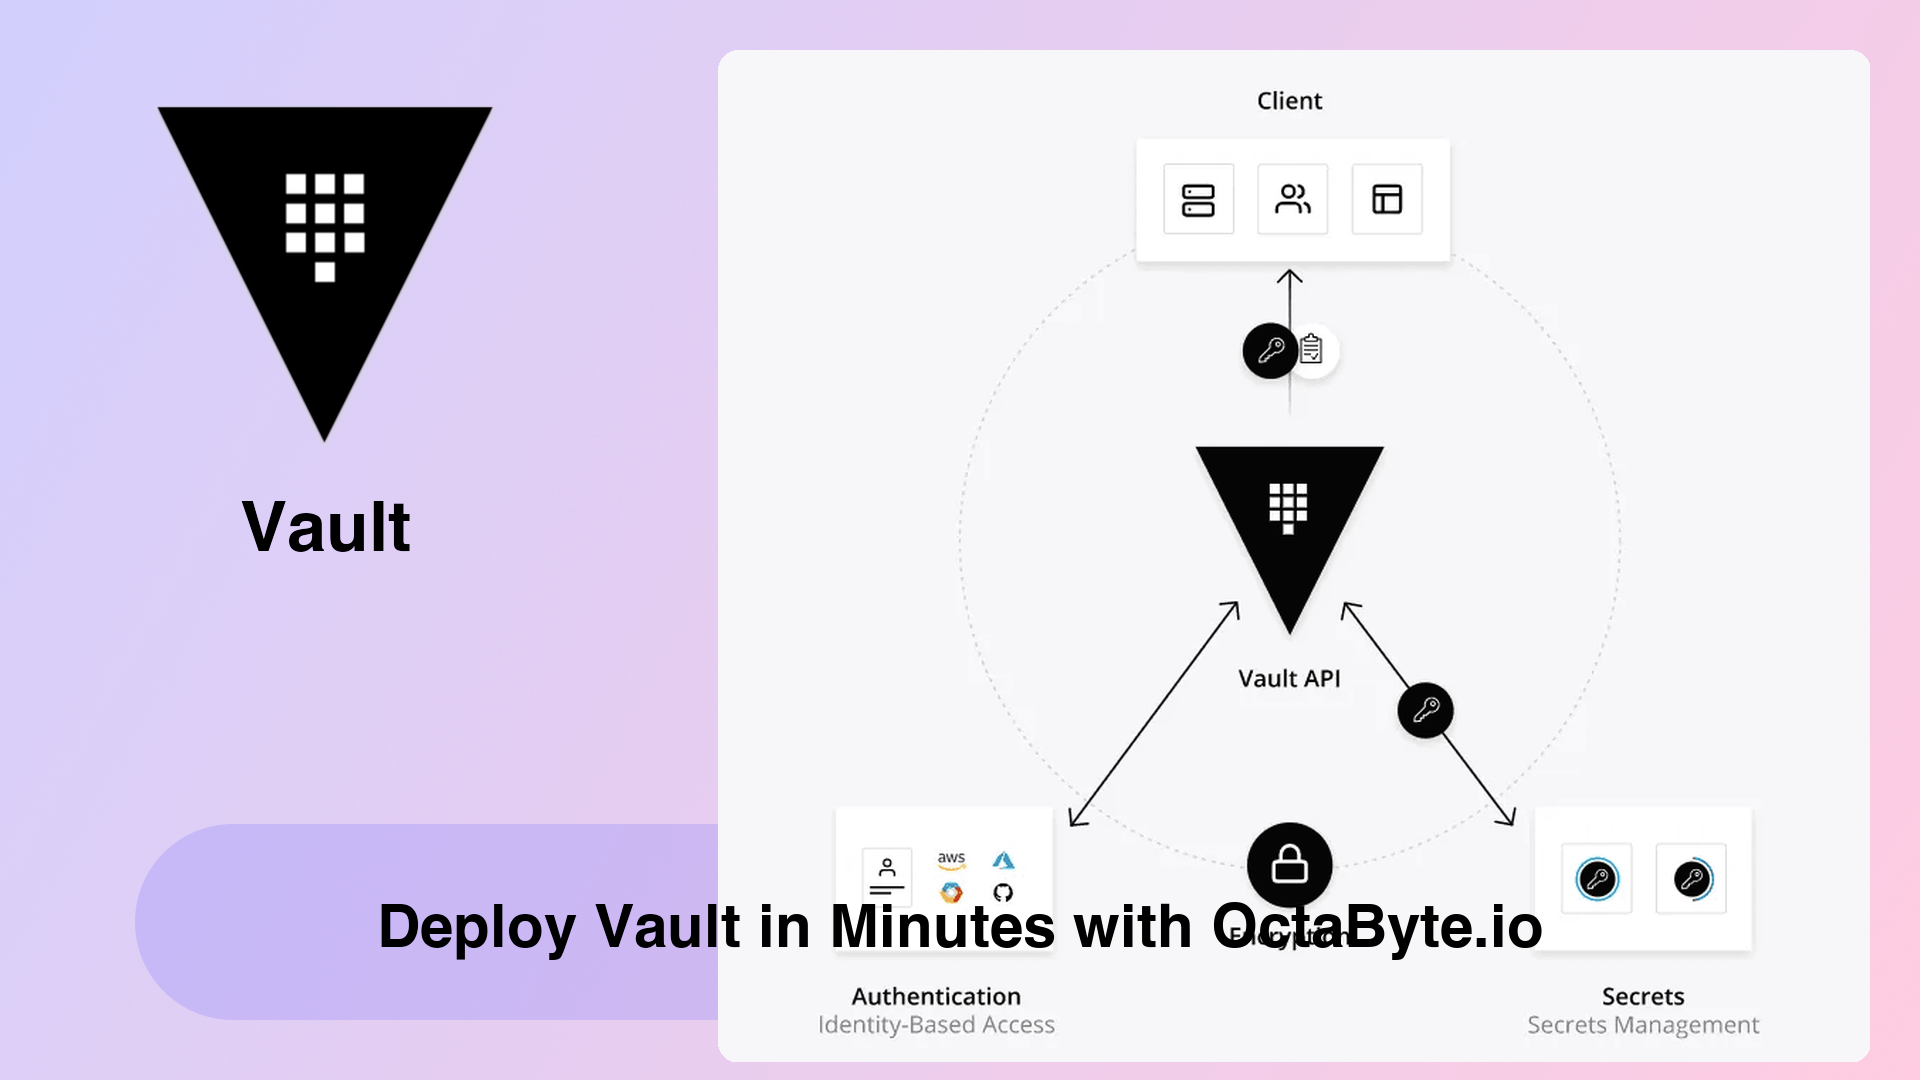 Vault
Client
Vault API
aws
Deploy Vault in Minutes with OctaByte.io
Encryption
Authentication
Identity-Based Access
Secrets
Secrets Management